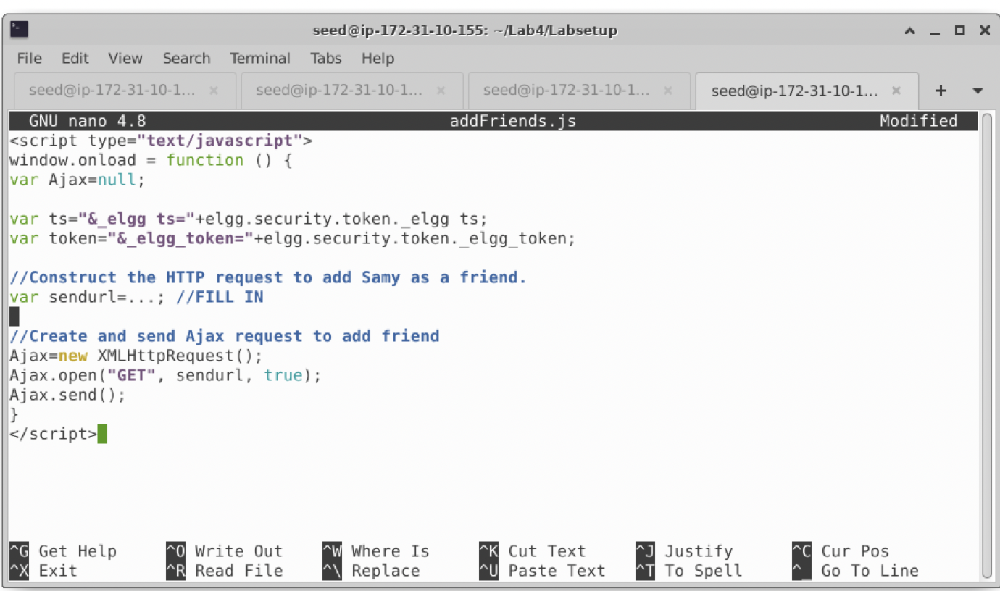 seed@ip-172-31-10-155: ~/Lab4/Labsetup
File Edit View Search Terminal Tabs Help
seed@ip-172-31-10-1... × seed@ip-172-31-10-1... × seed@ip-172-31-10-1... × seed@ip-172-31-10-1... × +
GNU nano 4.8 addFriends.js Modified
<script type="text/javascript">
window.onload = function () {
var Ajax=null;

var ts="&_elgg ts="+elgg.security.token._elgg ts;
var token="&_elgg_token="+elgg.security.token._elgg_token;

//Construct the HTTP request to add Samy as a friend.
var sendurl=...; //FILL IN

//Create and send Ajax request to add friend
Ajax=new XMLHttpRequest();
Ajax.open("GET", sendurl, true);
Ajax.send();
}
</script>
^G Get Help ^O Write Out ^W Where Is ^K Cut Text ^J Justify ^C Cur Pos
^X Exit ^R Read File ^\ Replace ^U Paste Text ^T To Spell ^_ Go To Line